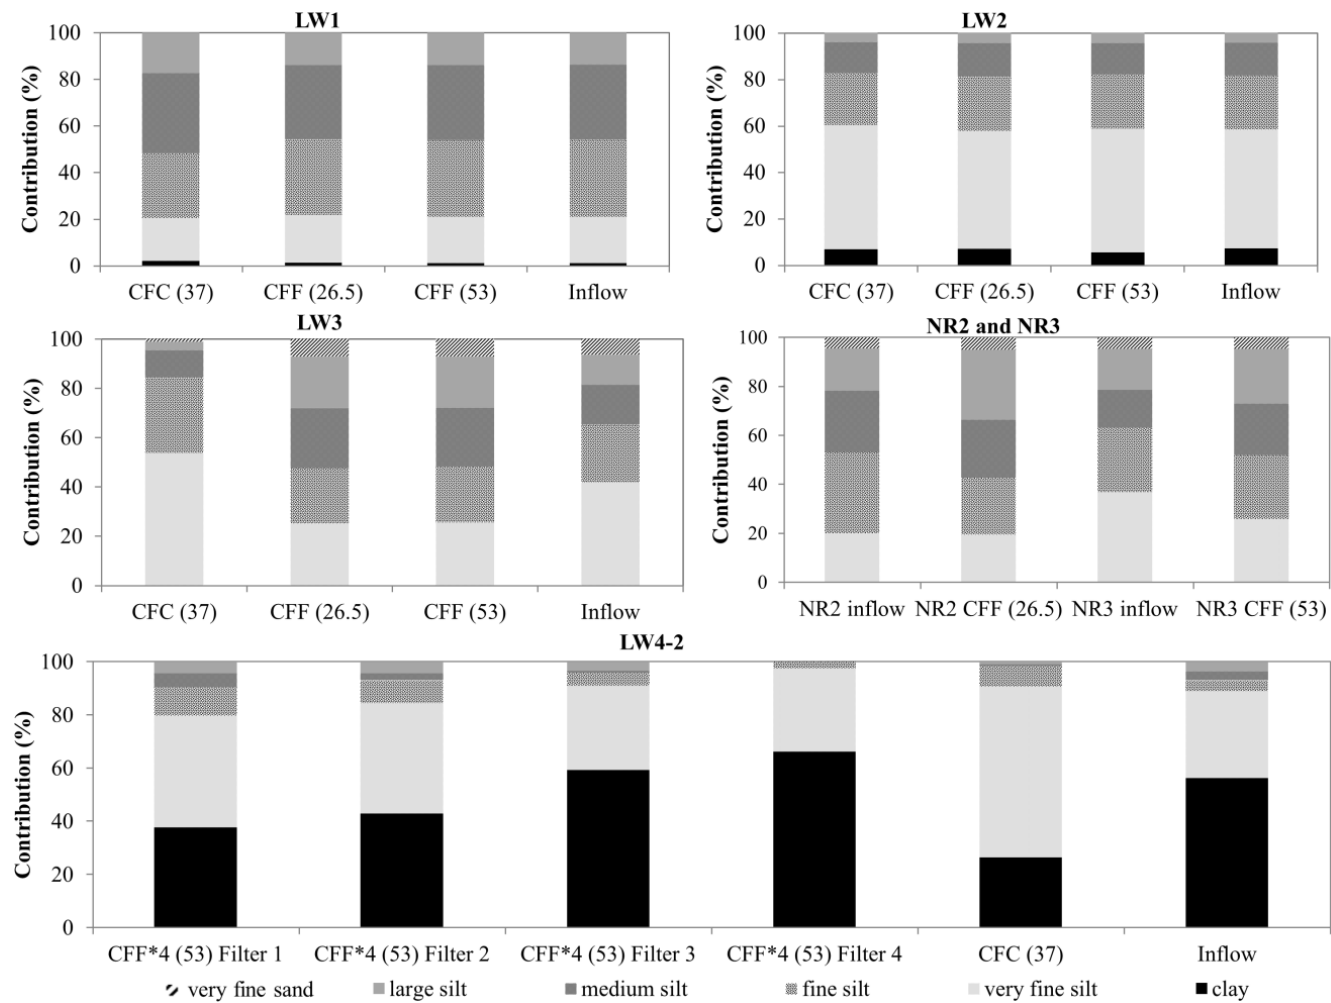 LW1
100
80
60
40
20
0
Contribution (%)
CFC (37) CFF (26.5) CFF (53) Inflow
LW2
100
80
60
40
20
0
Contribution (%)
CFC (37) CFF (26.5) CFF (53) Inflow
LW3
100
80
60
40
20
0
Contribution (%)
CFC (37) CFF (26.5) CFF (53) Inflow
NR2 and NR3
100
80
60
40
20
0
Contribution (%)
NR2 inflow NR2 CFF (26.5) NR3 inflow NR3 CFF (53)
LW4-2
100
80
60
40
20
0
Contribution (%)
CFF*4 (53) Filter 1 CFF*4 (53) Filter 2 CFF*4 (53) Filter 3 CFF*4 (53) Filter 4 CFC (37) Inflow
very fine sand large silt medium silt fine silt very fine silt clay